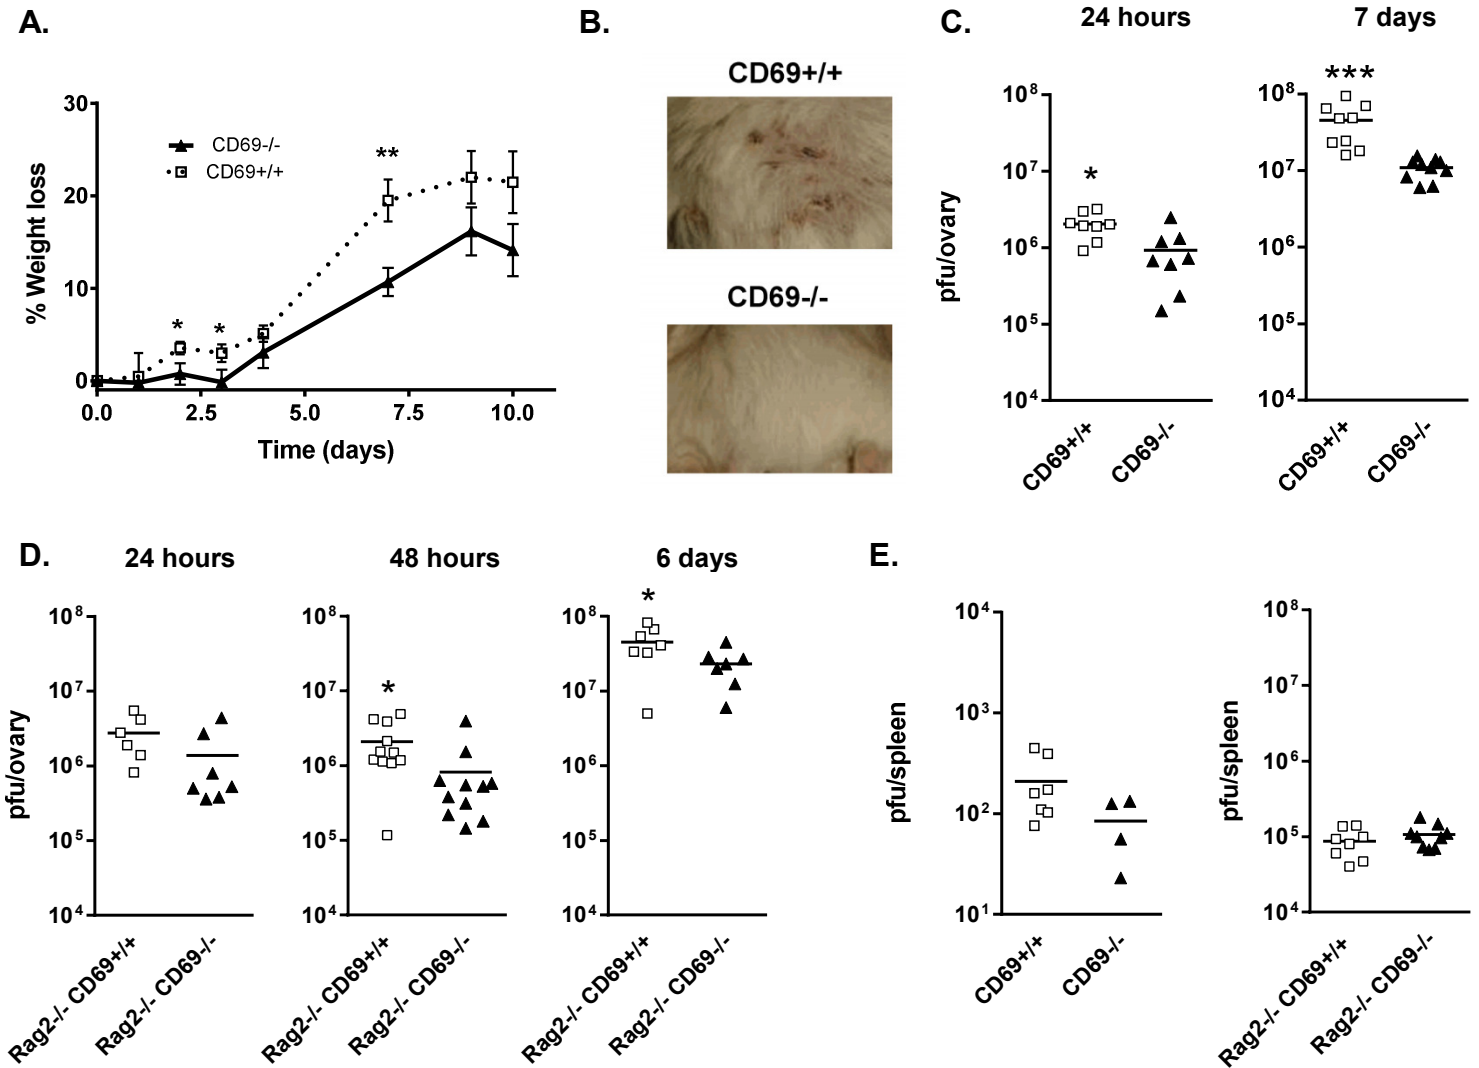 A.
30
20
10
0
% Weight loss
CD69-/-
CD69+/+
*
*
**
0.0 2.5 5.0 7.5 10.0
Time (days)
B.
CD69+/+
CD69-/-
C.
24 hours
pfu/ovary
10⁸
10⁷
10⁶
10⁵
10⁴
*
CD69+/+
CD69-/-
7 days
10⁸
10⁷
10⁶
10⁵
10⁴
***
CD69+/+
CD69-/-
D.
24 hours
pfu/ovary
10⁸
10⁷
10⁶
10⁵
10⁴
Rag2-/- CD69+/+
Rag2-/- CD69-/-
48 hours
10⁸
10⁷
10⁶
10⁵
10⁴
*
Rag2-/- CD69+/+
Rag2-/- CD69-/-
6 days
10⁸
10⁷
10⁶
10⁵
10⁴
*
Rag2-/- CD69+/+
Rag2-/- CD69-/-
E.
pfu/spleen
10⁴
10³
10²
10¹
CD69+/+
CD69-/-
pfu/spleen
10⁸
10⁷
10⁶
10⁵
10⁴
Rag2-/- CD69+/+
Rag2-/- CD69-/-